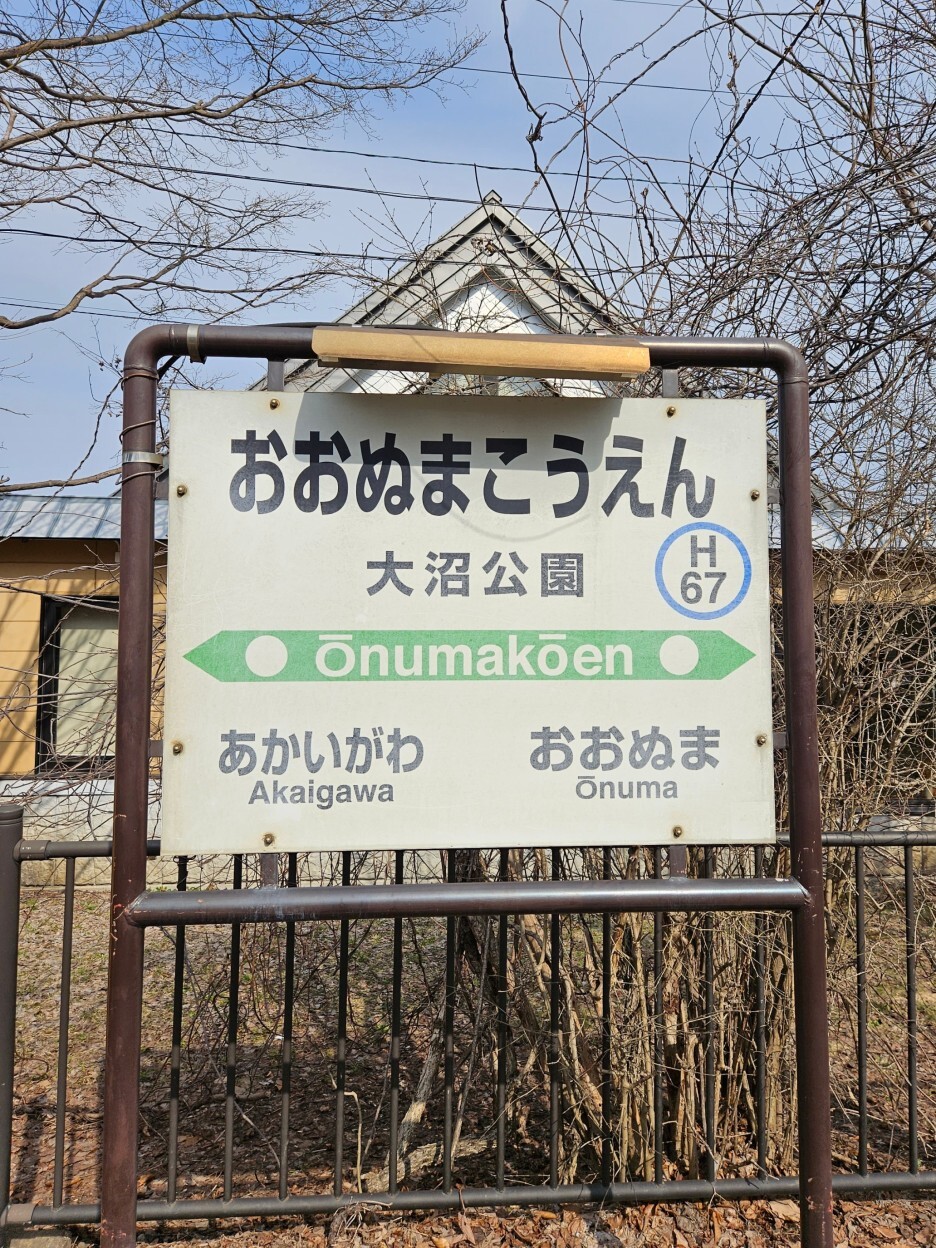 おおぬまこうえん
大沼公園
H
67
Ōnumakōen
あかいがわ おおぬま
Akaigawa Ōnuma